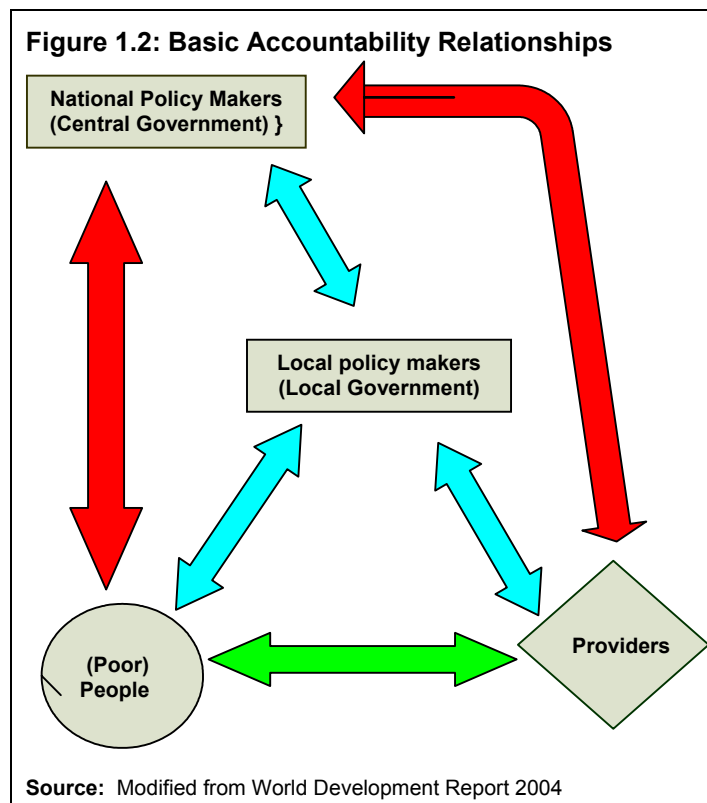 Figure 1.2: Basic Accountability Relationships
National Policy Makers
(Central Government) }
Local policy makers
(Local Government)
(Poor)
People
Providers
Source: Modified from World Development Report 2004